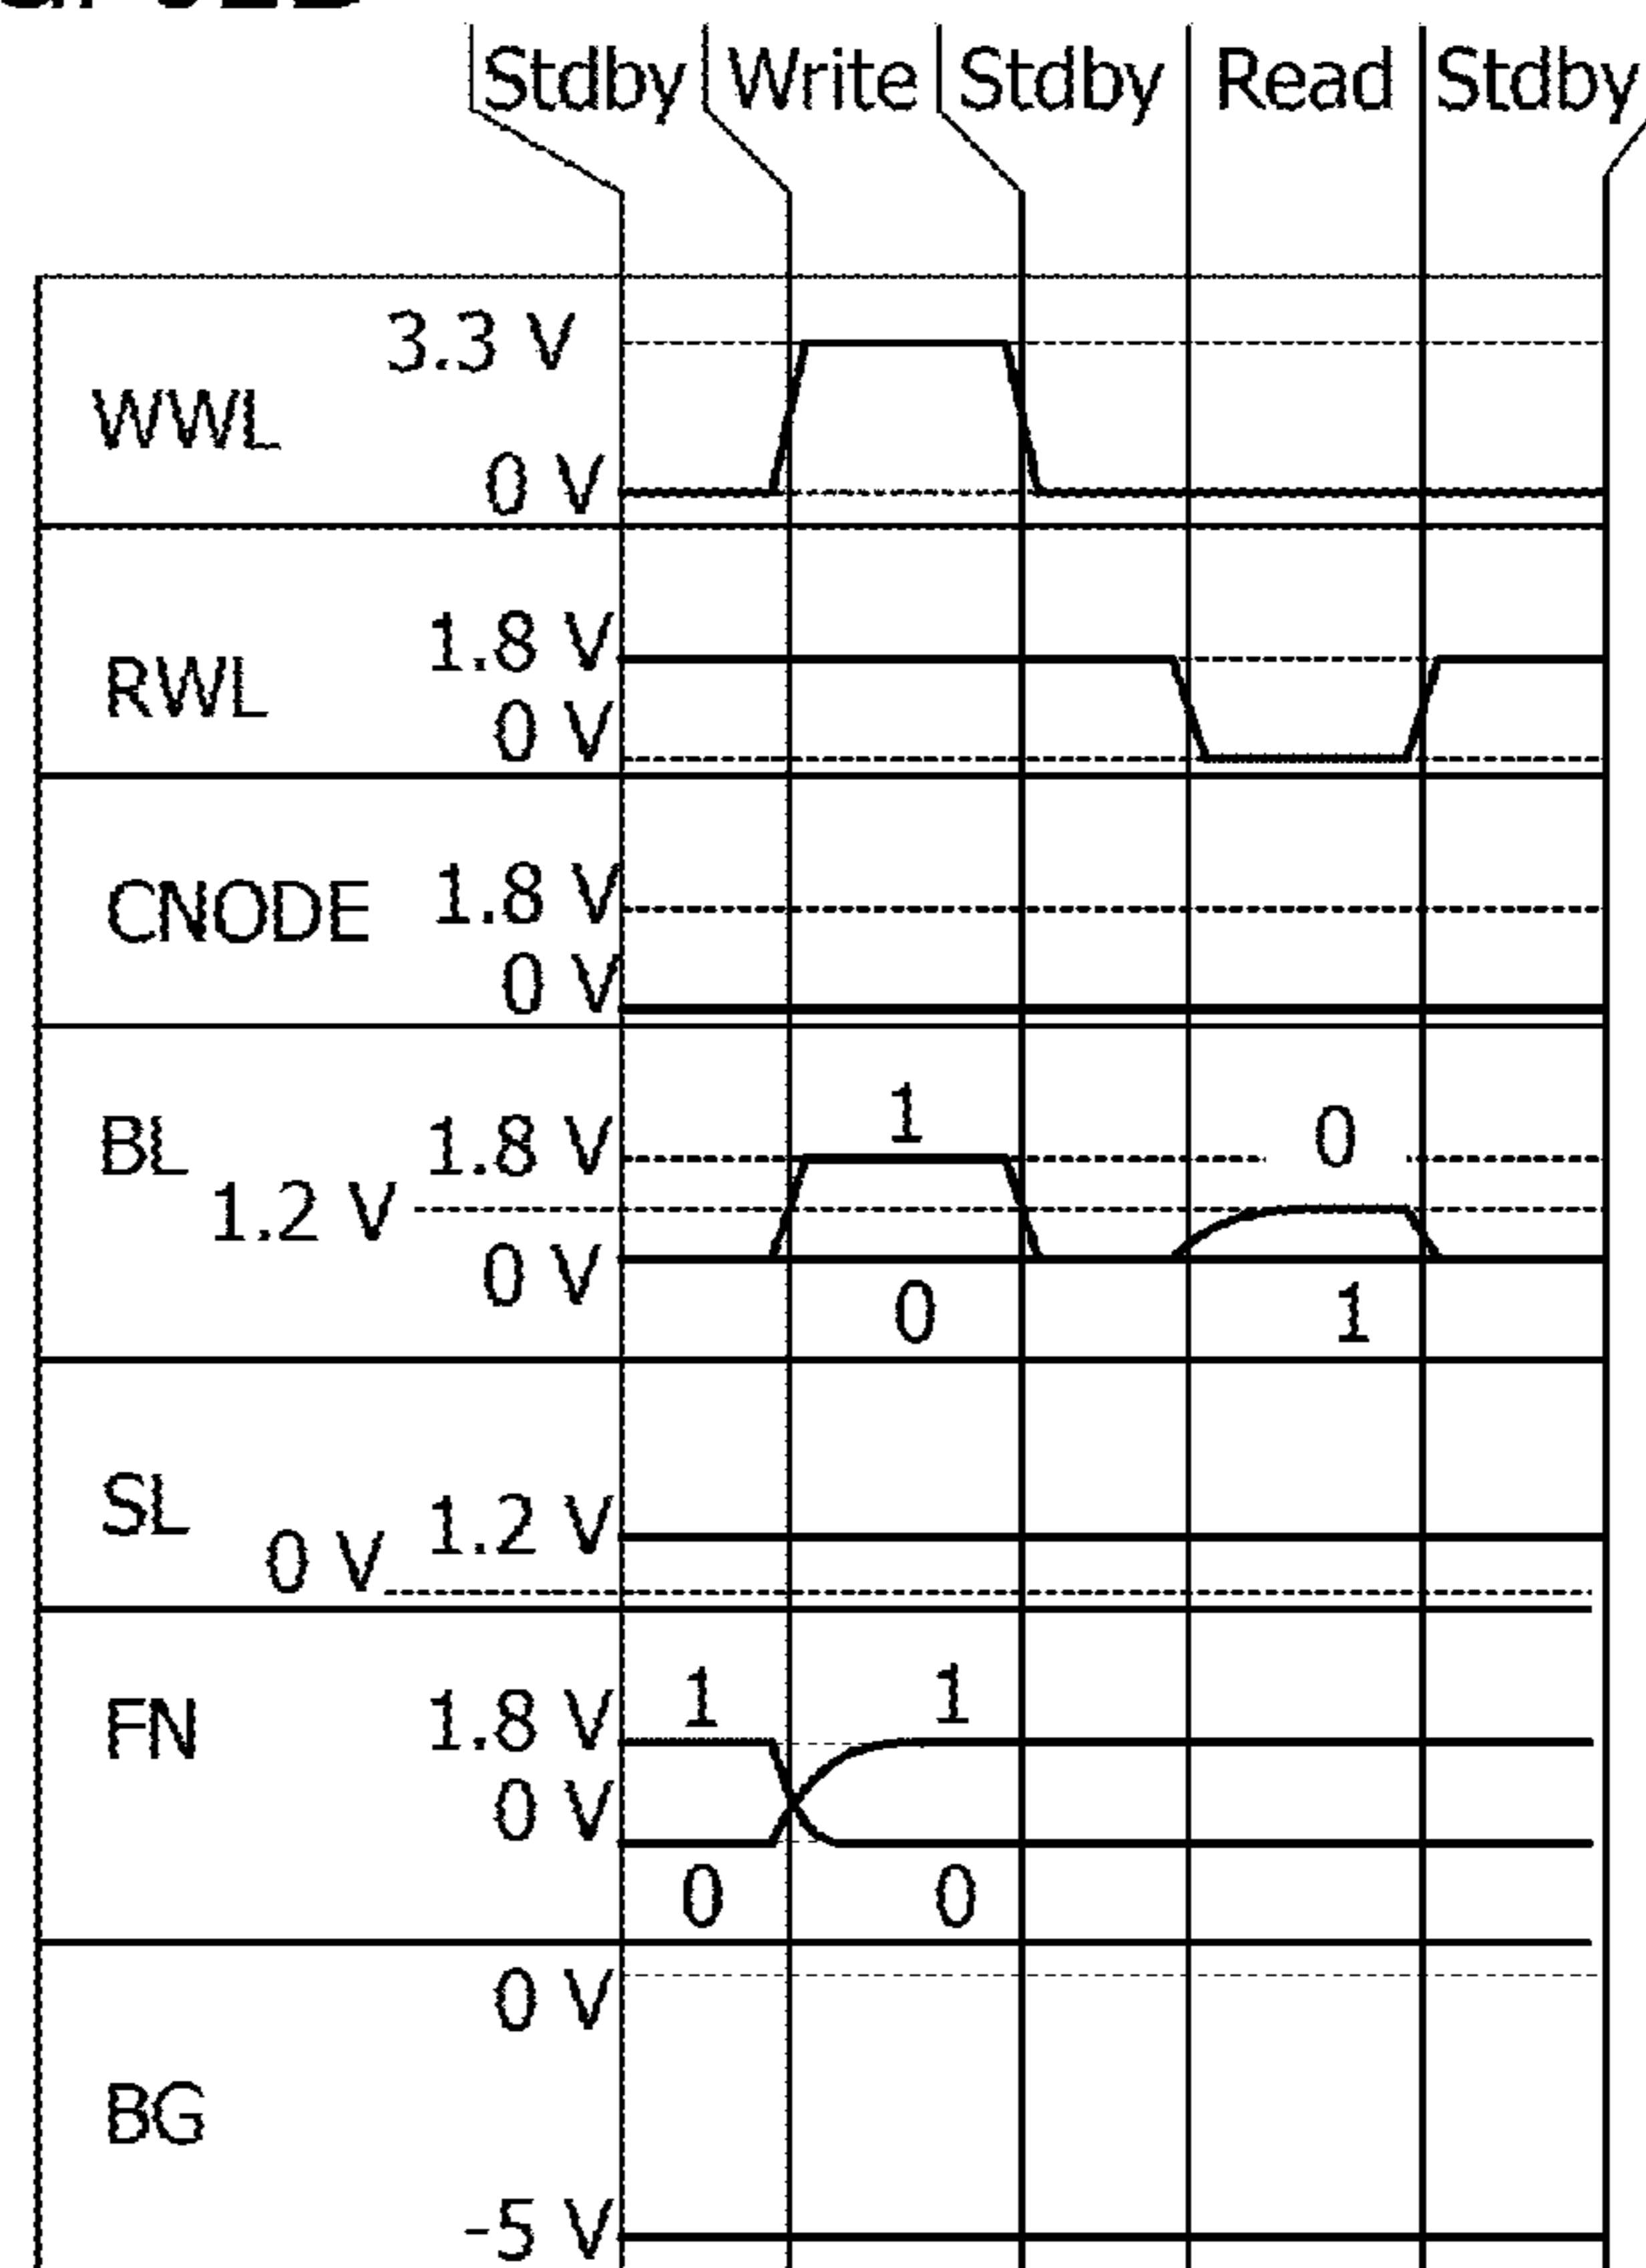 Stdby Write Stdby Read Stdby
3.3 V
WWL
0 V
1.8 V
RWL
0 V
1.8 V
CNODE
0 V
1
0
BL 1.8 V
1.2 V
0 V
0 1
SL 1.2 V
0 V
1 1
FN 1.8 V
0 V
0 0
0 V
BG
-5 V